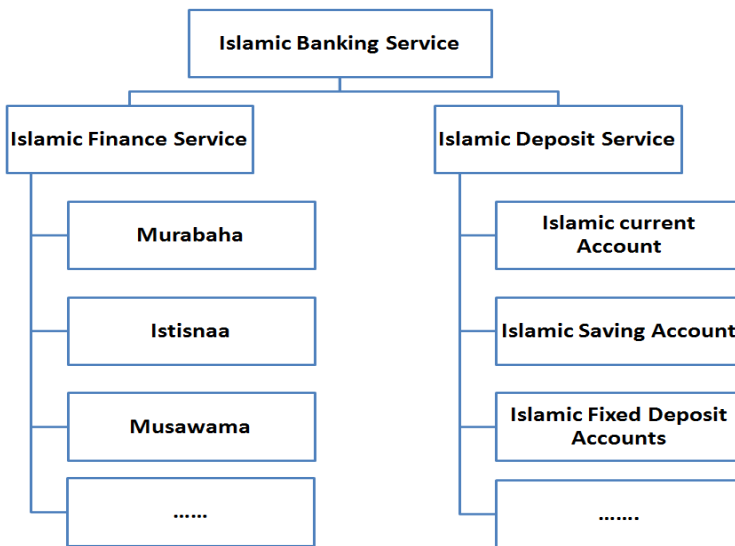 Islamic Banking Service
Islamic Finance Service
Murabaha
Istisnaa
Musawama
......
Islamic Deposit Service
Islamic current
Account
Islamic Saving Account
Islamic Fixed Deposit
Accounts
.......